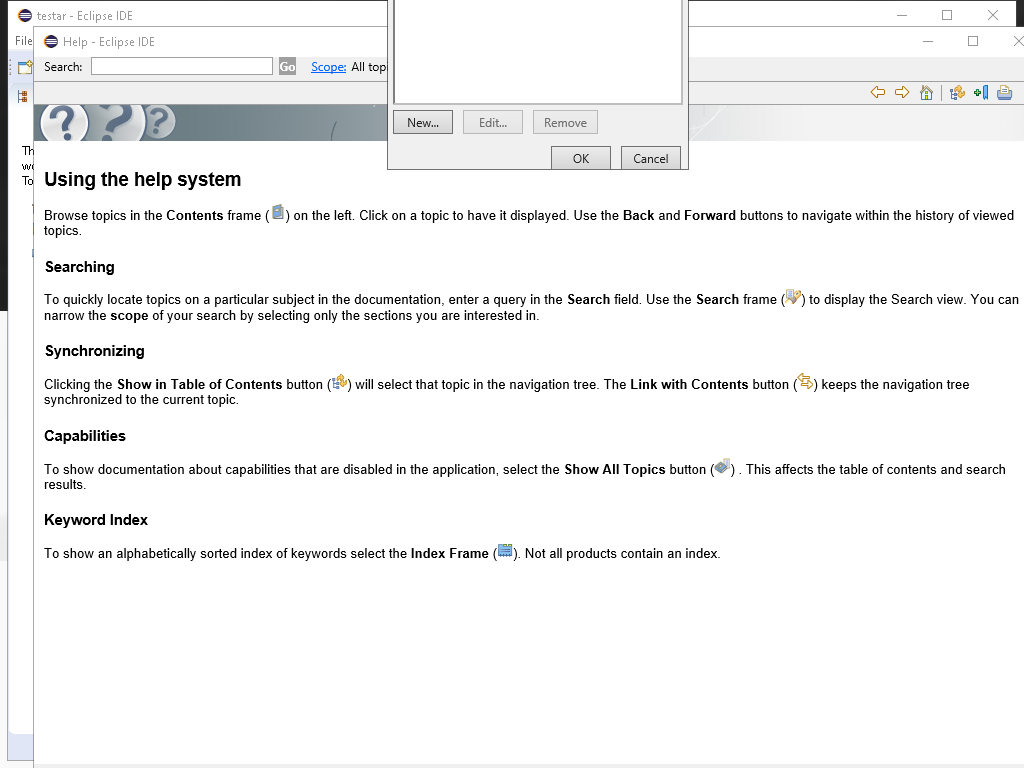 testar - Eclipse IDE
File
Help - Eclipse IDE
Search:
Go
Scope: All topi
New...
Edit...
Remove
OK
Cancel
Th
To
Using the help system
Browse topics in the Contents frame ( ) on the left. Click on a topic to have it displayed. Use the Back and Forward buttons to navigate within the history of viewed
topics.
Searching
To quickly locate topics on a particular subject in the documentation, enter a query in the Search field. Use the Search frame ( ) to display the Search view. You can
narrow the scope of your search by selecting only the sections you are interested in.
Synchronizing
Clicking the Show in Table of Contents button ( ) will select that topic in the navigation tree. The Link with Contents button ( ) keeps the navigation tree
synchronized to the current topic.
Capabilities
To show documentation about capabilities that are disabled in the application, select the Show All Topics button ( ) . This affects the table of contents and search
results.
Keyword Index
To show an alphabetically sorted index of keywords select the Index Frame ( ). Not all products contain an index.